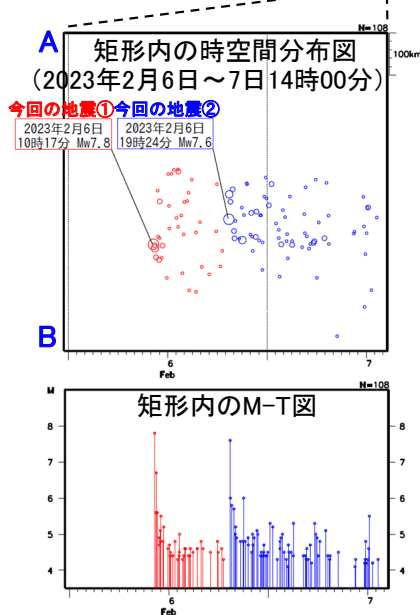 N=108
A
矩形内の時空間分布図
(2023年2月6日～7日14時00分)
100km
今回の地震① 今回の地震②
2023年2月6日
10時17分 Mw7.8
2023年2月6日
19時24分 Mw7.6
B
6
7
Feb
N=108
M
矩形内のM-T図
8
8
7
7
6
6
5
5
4
4
6
7
Feb